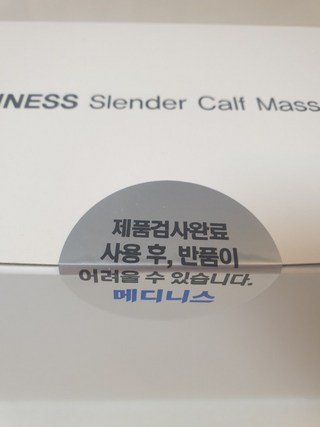 INESS Slender Calf Mass
제품검사완료
사용 후, 반품이
어려울 수 있습니다.
메디니스